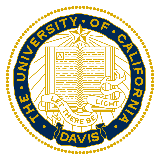 THE UNIVERSITY OF CALIFORNIA
LET THERE BE LIGHT
DAVIS